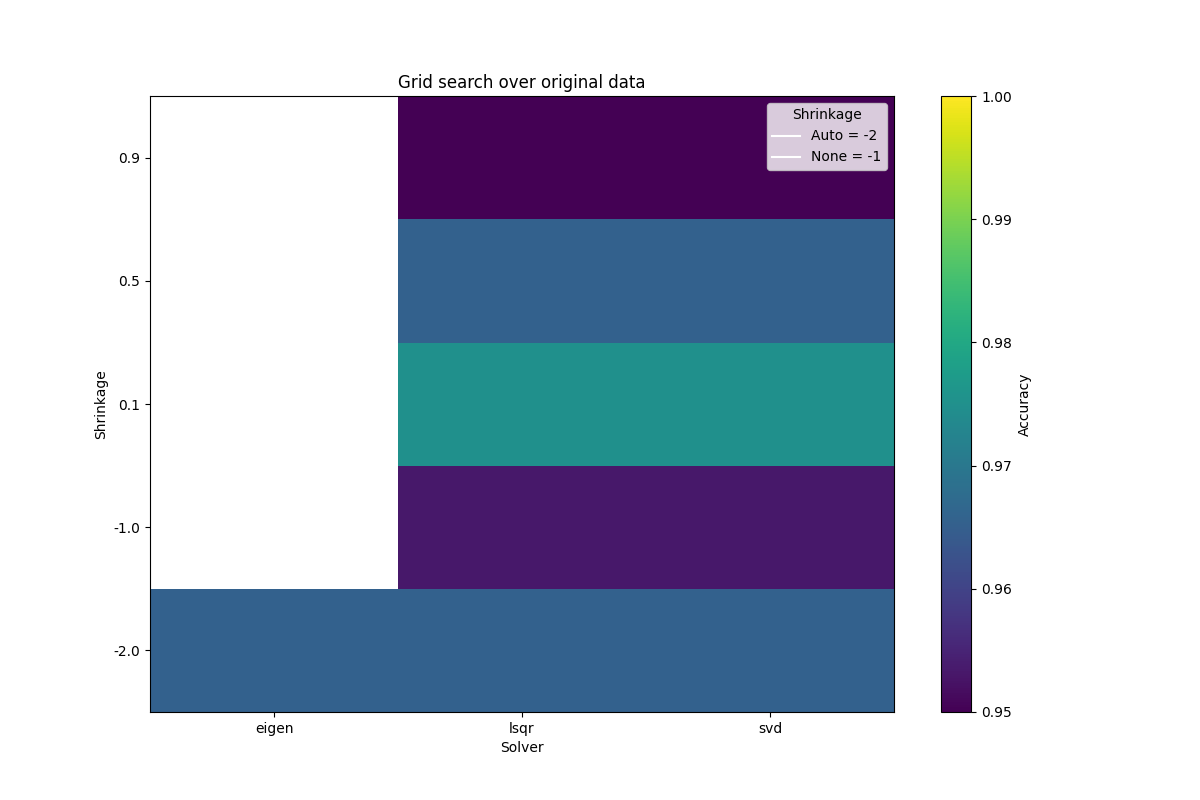 Grid search over original data
Shrinkage
Auto = -2
None = -1
0.9
0.5
0.1
-1.0
-2.0
Shrinkage
eigen
lsqr
svd
Solver
1.00
0.99
0.98
0.97
0.96
0.95
Accuracy